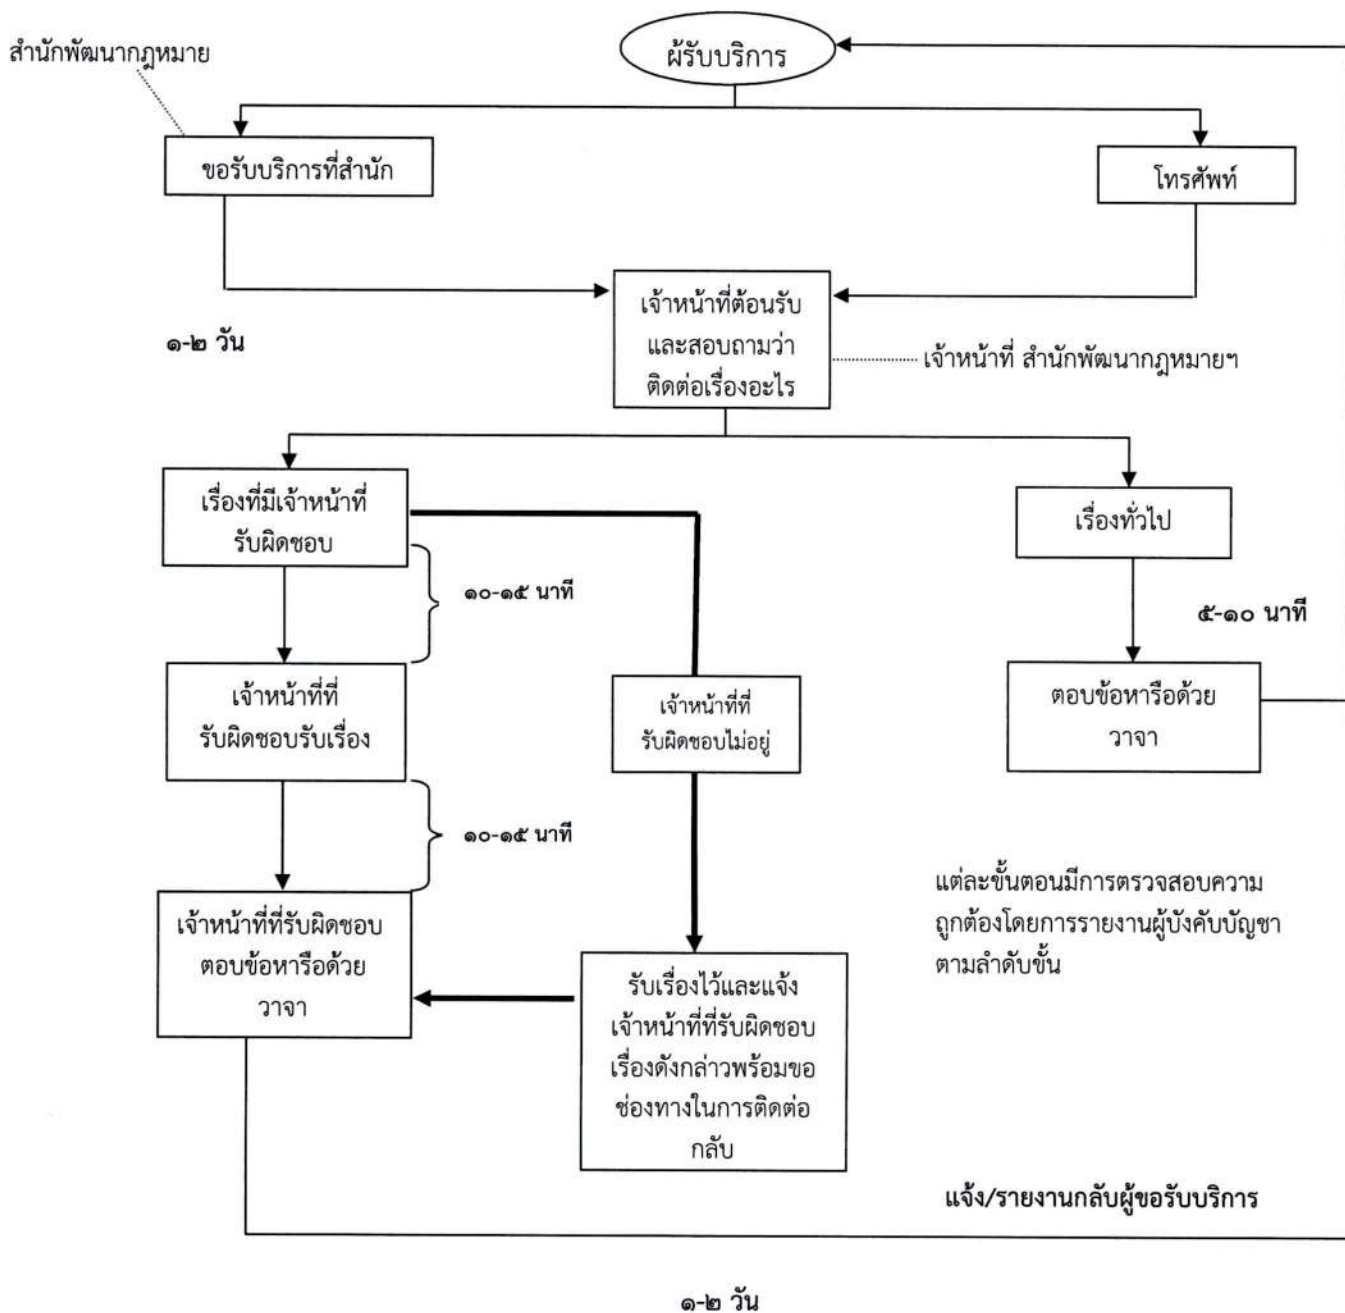 สำนักพัฒนากฎหมาย
ผู้รับบริการ
ขอรับบริการที่สำนัก
โทรศัพท์
เจ้าหน้าที่ต้อนรับ
และสอบถามว่า
ติดต่อเรื่องอะไร
๑-๒ วัน
เจ้าหน้าที่ สำนักพัฒนากฎหมายฯ
เรื่องที่มีเจ้าหน้าที่
รับผิดชอบ
เรื่องทั่วไป
๑๐-๑๕ นาที
๕-๑๐ นาที
เจ้าหน้าที่ที่
รับผิดชอบรับเรื่อง
เจ้าหน้าที่ที่
รับผิดชอบไม่อยู่
ตอบข้อหารือด้วย
วาจา
๑๐-๑๕ นาที
เจ้าหน้าที่ที่รับผิดชอบ
ตอบข้อหารือด้วย
วาจา
แต่ละขั้นตอนมีการตรวจสอบความ
ถูกต้องโดยการรายงานผู้บังคับบัญชา
ตามลำดับขั้น
รับเรื่องไว้และแจ้ง
เจ้าหน้าที่ที่รับผิดชอบ
เรื่องดังกล่าวพร้อมขอ
ช่องทางในการติดต่อ
กลับ
แจ้ง/รายงานกลับผู้ขอรับบริการ
๑-๒ วัน